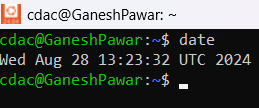 cdac@GaneshPawar: ~
cdac@GaneshPawar:~$ date
Wed Aug 28 13:23:32 UTC 2024
cdac@GaneshPawar:~$